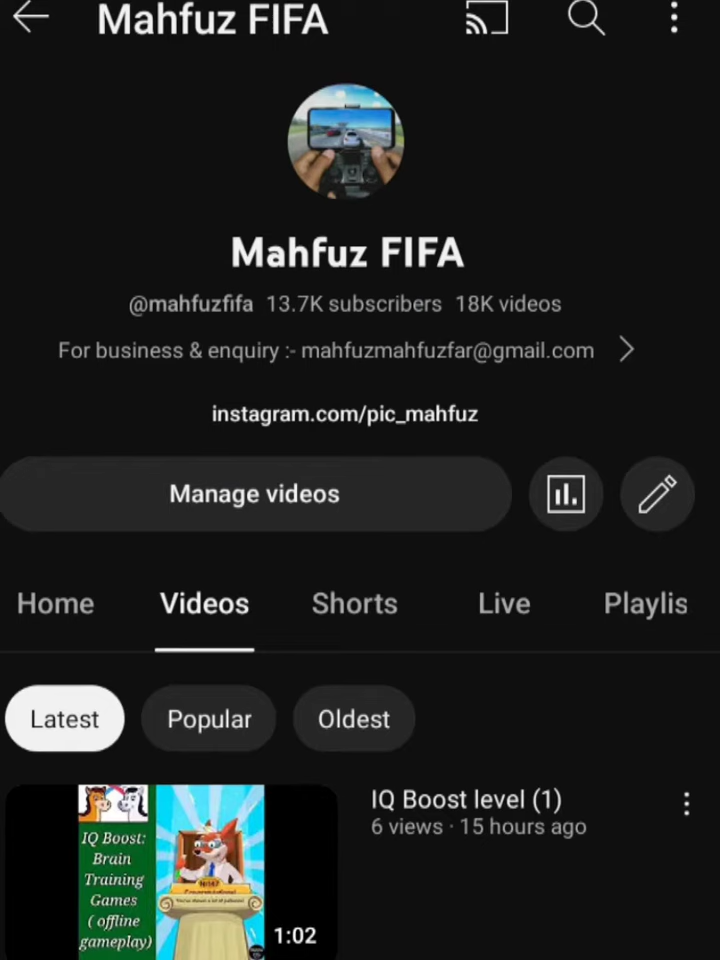 Mahfuz FIFA
Mahfuz FIFA
@mahfuzfifa 13.7K subscribers 18K videos
For business & enquiry :- mahfuzmahfuzfar@gmail.com
instagram.com/pic_mahfuz
Manage videos
Home Videos Shorts Live Playlis
Latest Popular Oldest
IQ Boost level (1)
6 views · 15 hours ago
IQ Boost:
Brain
Training
Games
( offline
gameplay)
1:02